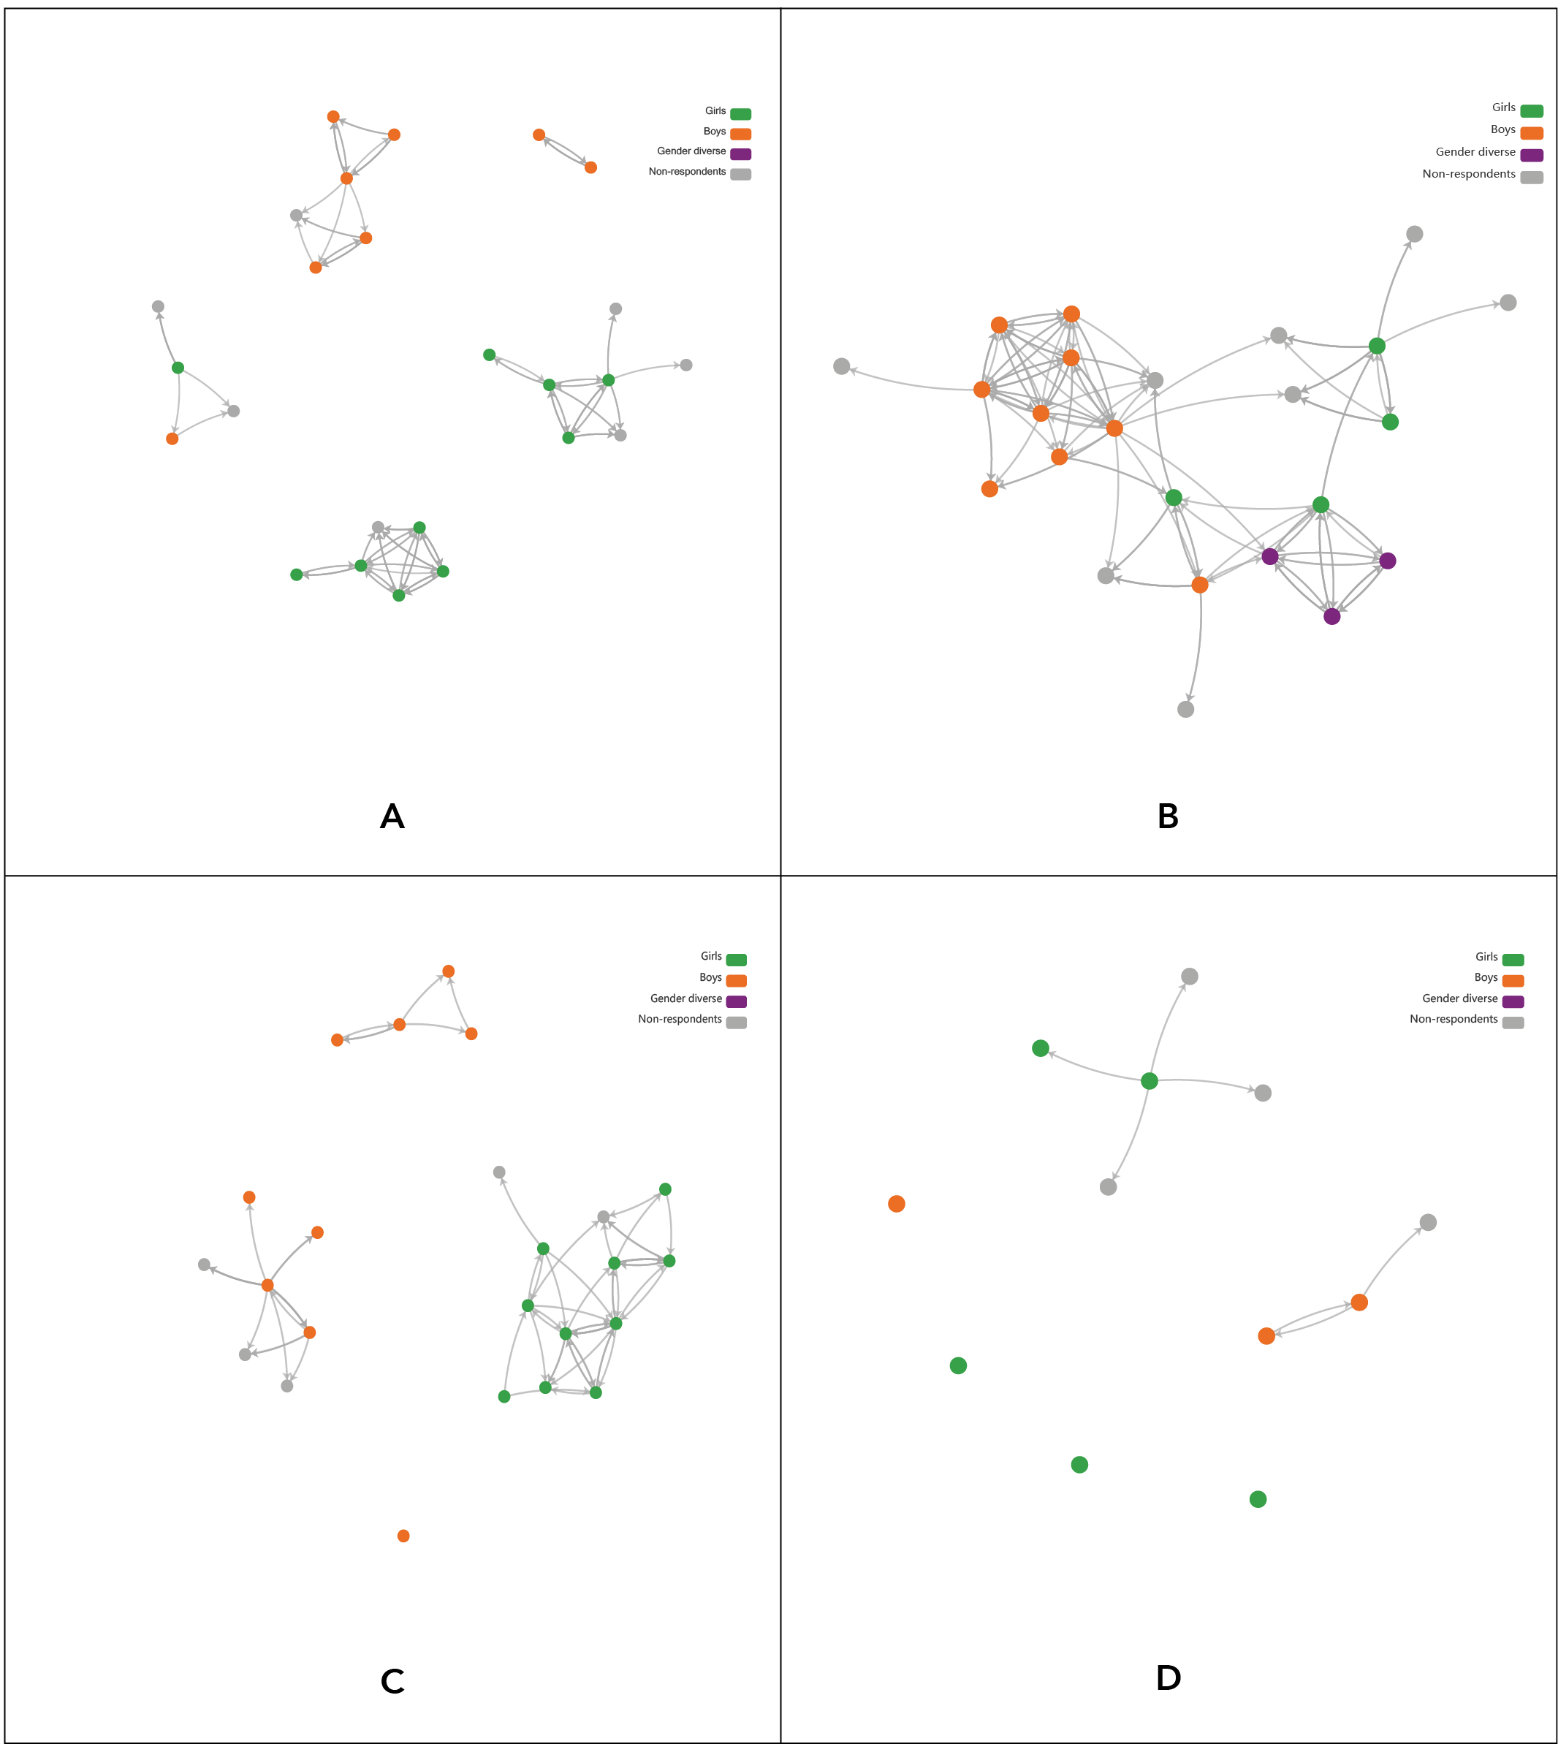 Girls
Boys
Gender diverse
Non-respondents
A
Girls
Boys
Gender diverse
Non-respondents
B
Girls
Boys
Gender diverse
Non-respondents
C
Girls
Boys
Gender diverse
Non-respondents
D